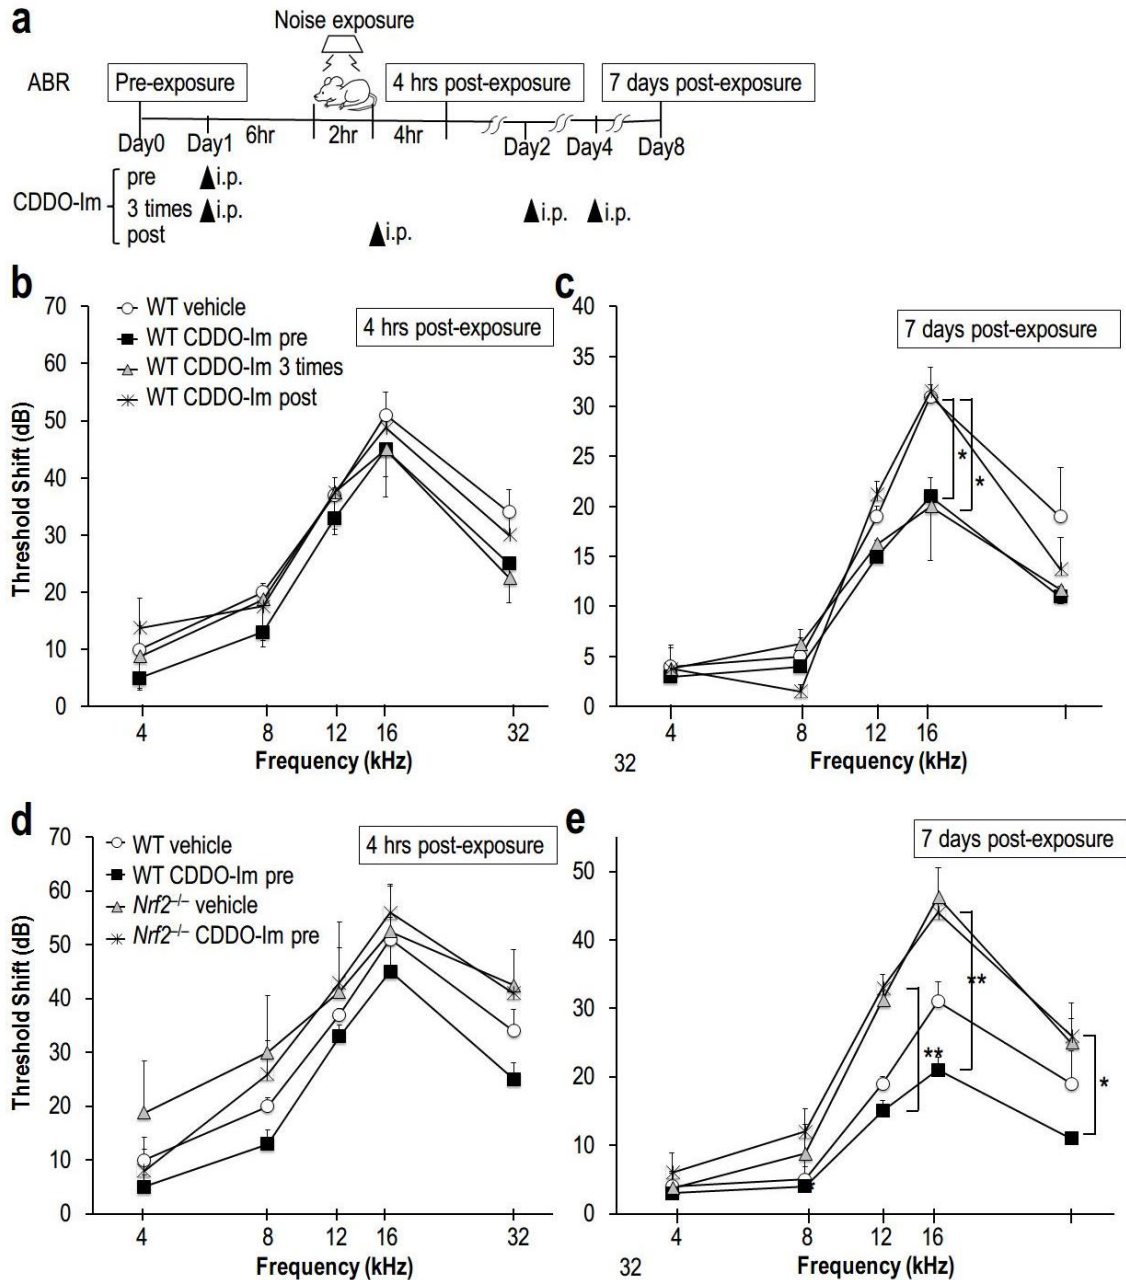 a
Noise exposure
ABR
Pre-exposure
4 hrs post-exposure
7 days post-exposure
6hr
2hr
4hr
Day0
Day1
Day2
Day4
Day8
CDDO-Im
pre
i.p.
3 times
i.p.
i.p.
i.p.
post
i.p.
b
WT vehicle
WT CDDO-Im pre
WT CDDO-Im 3 times
WT CDDO-Im post
4 hrs post-exposure
Threshold Shift (dB)
70
60
50
40
30
20
10
0
4
8
12
16
32
Frequency (kHz)
c
7 days post-exposure
40
35
30
25
20
15
10
5
0
*
*
4
8
12
16
32
Frequency (kHz)
d
WT vehicle
WT CDDO-Im pre
Nrf2–/– vehicle
Nrf2–/– CDDO-Im pre
4 hrs post-exposure
Threshold Shift (dB)
70
60
50
40
30
20
10
0
4
8
12
16
32
Frequency (kHz)
e
7 days post-exposure
50
40
30
20
10
0
**
**
*
*
4
8
12
16
32
Frequency (kHz)